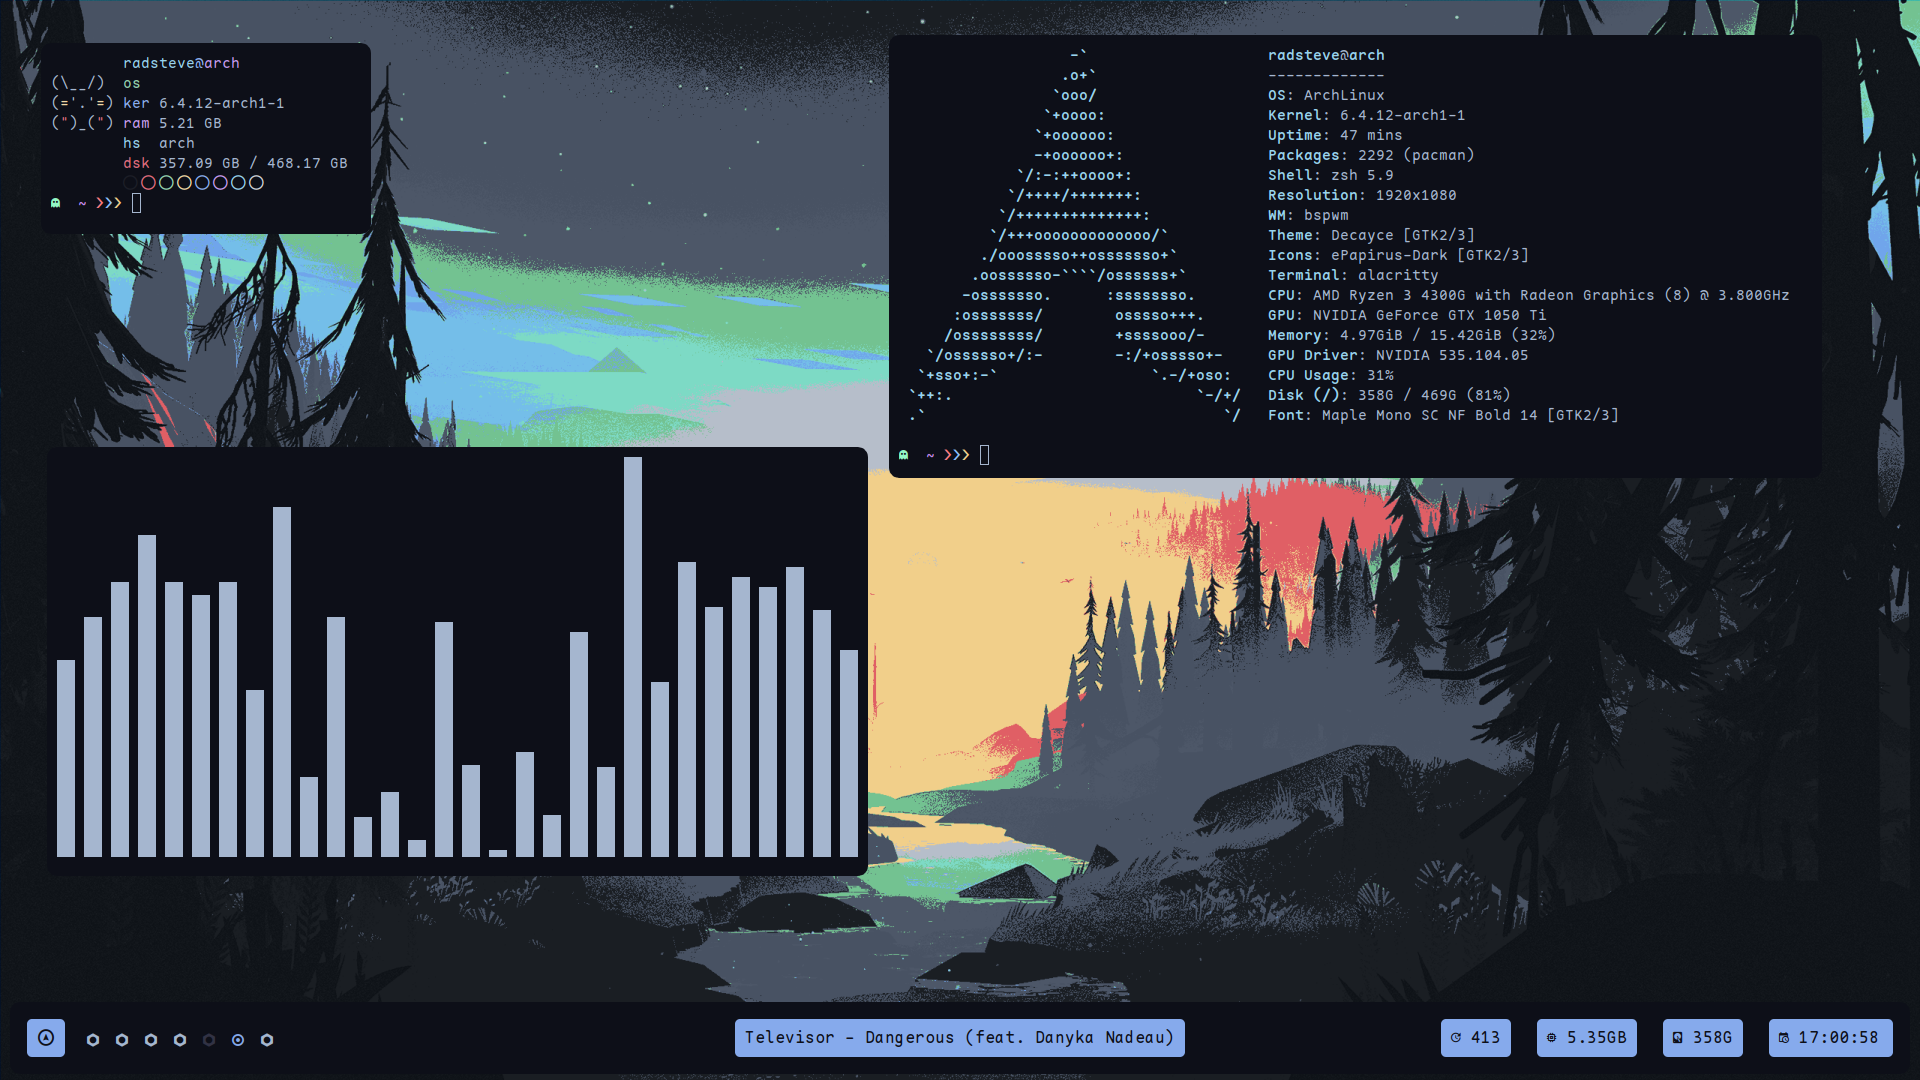 radsteve@arch
(\__/) os
(='.'=) ker 6.4.12-arch1-1
(")_(") ram 5.21 GB
hs arch
dsk 357.09 GB / 468.17 GB
~ ❯❯❯
-`
.o+`
`ooo/
`+oooo:
`+oooooo:
-+oooooo+:
`/:-:++oooo+:
`/++++/+++++++:
`/++++++++++++++:
`/+++ooooooooooooo/`
./ooosssso++osssssso+`
.oossssso-````/ossssss+`
-osssssso. :ssssssso.
:osssssss/ osssso+++.
/ossssssss/ +ssssooo/-
`/ossssso+/:- -:/+osssso+-
`+sso+:-` `.-/+oso:
`++:. `-/+/
.` `/
radsteve@arch
-------------
OS: ArchLinux
Kernel: 6.4.12-arch1-1
Uptime: 47 mins
Packages: 2292 (pacman)
Shell: zsh 5.9
Resolution: 1920x1080
WM: bspwm
Theme: Decayce [GTK2/3]
Icons: ePapirus-Dark [GTK2/3]
Terminal: alacritty
CPU: AMD Ryzen 3 4300G with Radeon Graphics (8) @ 3.800GHz
GPU: NVIDIA GeForce GTX 1050 Ti
Memory: 4.97GiB / 15.42GiB (32%)
GPU Driver: NVIDIA 535.104.05
CPU Usage: 31%
Disk (/): 358G / 469G (81%)
Font: Maple Mono SC NF Bold 14 [GTK2/3]
~ ❯❯❯
Televisor - Dangerous (feat. Danyka Nadeau)
413
5.35GB
358G
17:00:58